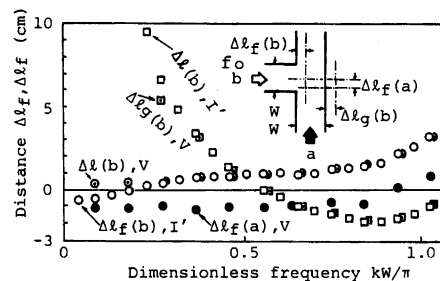 Distance Δℓf, Δℓf (cm)
10
5
0
-3
0
0.5
1.0
Dimensionless frequency kW/π
Δℓ(b), I'
Δℓg(b), V
Δℓ(b), V
Δℓf(b), I'
Δℓf(a), V
Δℓf(b)
f
b
Δℓf(a)
Δℓg(b)
W
W
a